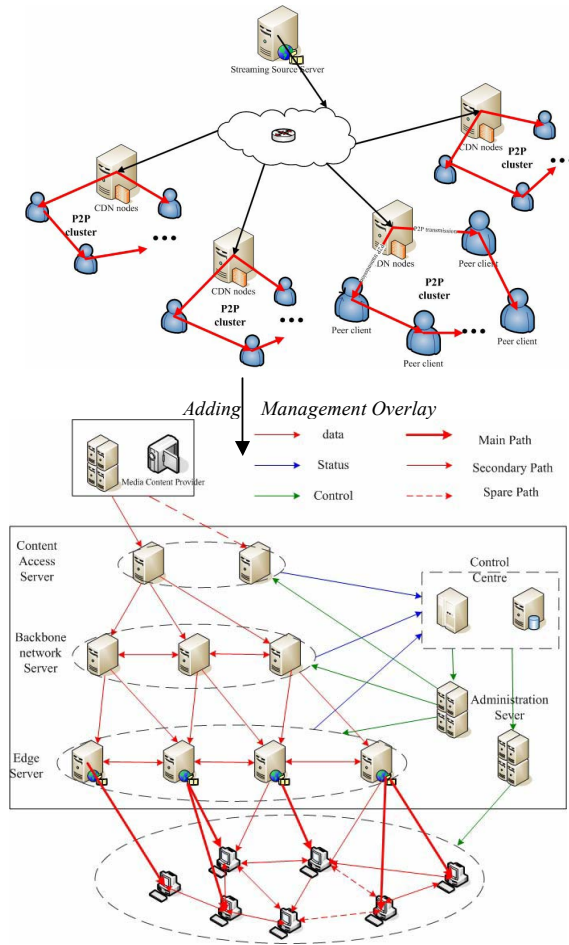 Streaming Source Server
CDN nodes
P2P
cluster
CDN nodes
P2P
cluster
CDN nodes
P2P
cluster
DN nodes
P2P transmission
Peer client
P2P
cluster
Peer client
Peer client
Peer client
Adding Management Overlay
data
Main Path
Status
Secondary Path
Control
Spare Path
Media Content Provider
Content
Access
Server
Control
Centre
Backbone
network
Server
Administration
Sever
Edge
Server